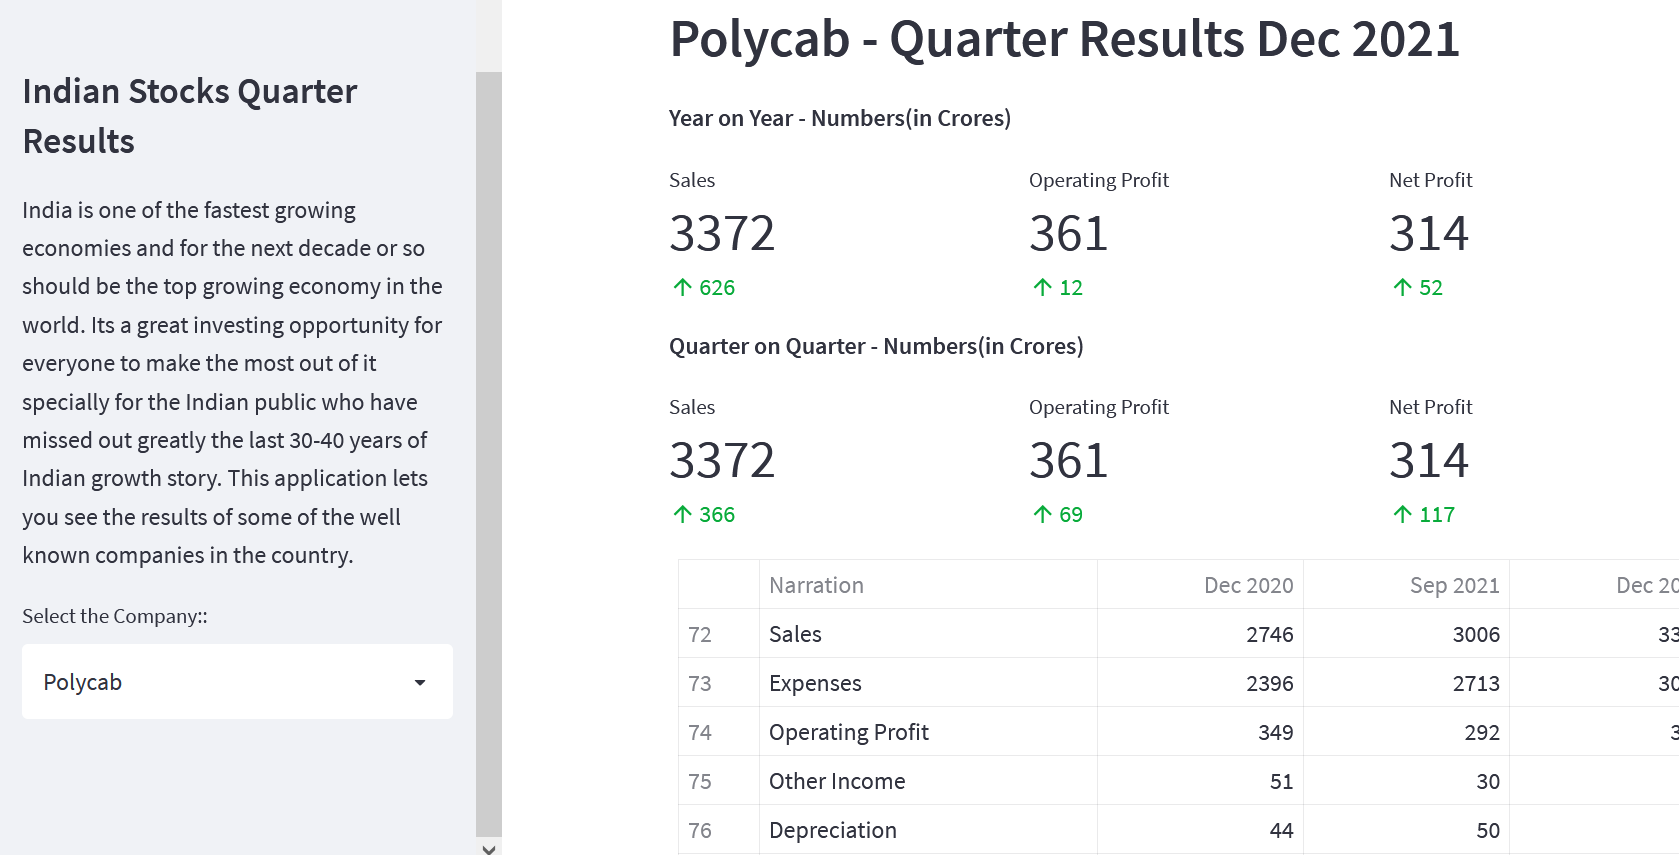 Indian Stocks Quarter
Results
India is one of the fastest growing
economies and for the next decade or so
should be the top growing economy in the
world. Its a great investing opportunity for
everyone to make the most out of it
specially for the Indian public who have
missed out greatly the last 30-40 years of
Indian growth story. This application lets
you see the results of some of the well
known companies in the country.
Select the Company::
Polycab
Polycab - Quarter Results Dec 2021
Year on Year - Numbers(in Crores)
Sales Operating Profit Net Profit
3372 361 314
↑ 626 ↑ 12 ↑ 52
Quarter on Quarter - Numbers(in Crores)
Sales Operating Profit Net Profit
3372 361 314
↑ 366 ↑ 69 ↑ 117
Narration Dec 2020 Sep 2021 Dec 20
72 Sales 2746 3006 33
73 Expenses 2396 2713 30
74 Operating Profit 349 292 3
75 Other Income 51 30
76 Depreciation 44 50